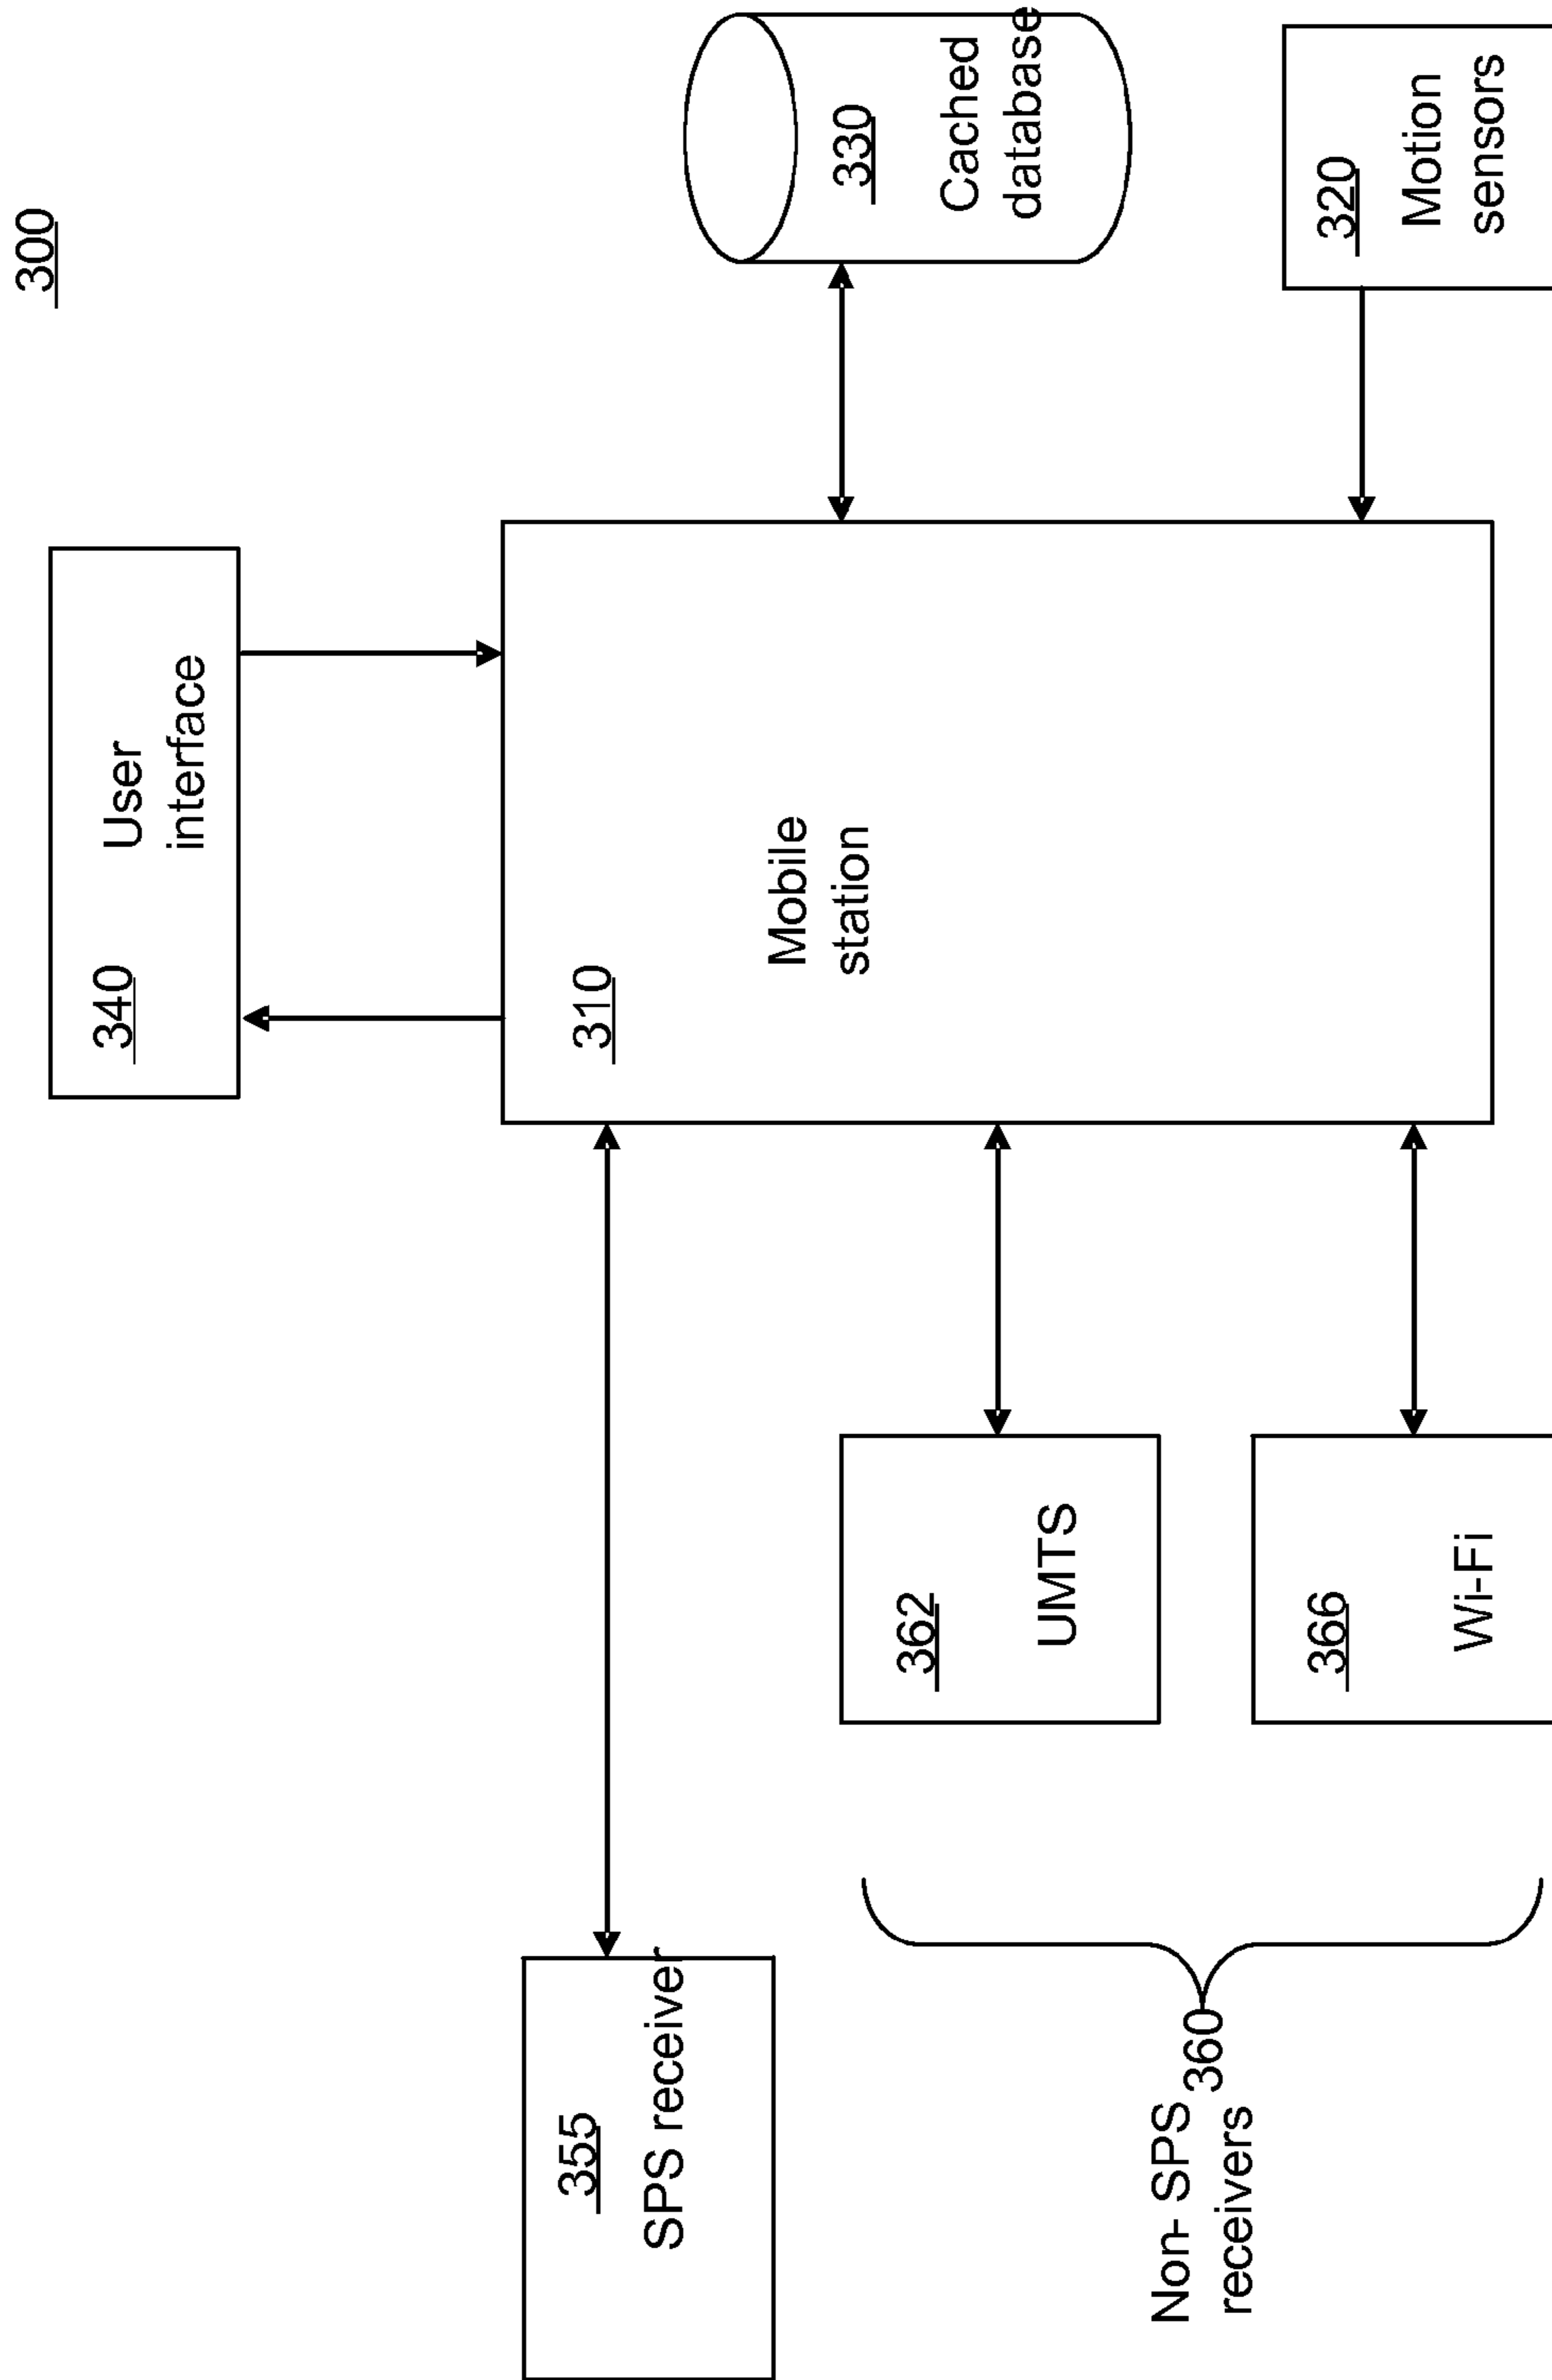 300
340
User
interface
355
SPS receiver
310
Mobile
station
330
Cached
database
362
UMTS
Non- SPS 360
receivers
366
Wi-Fi
320
Motion
sensors